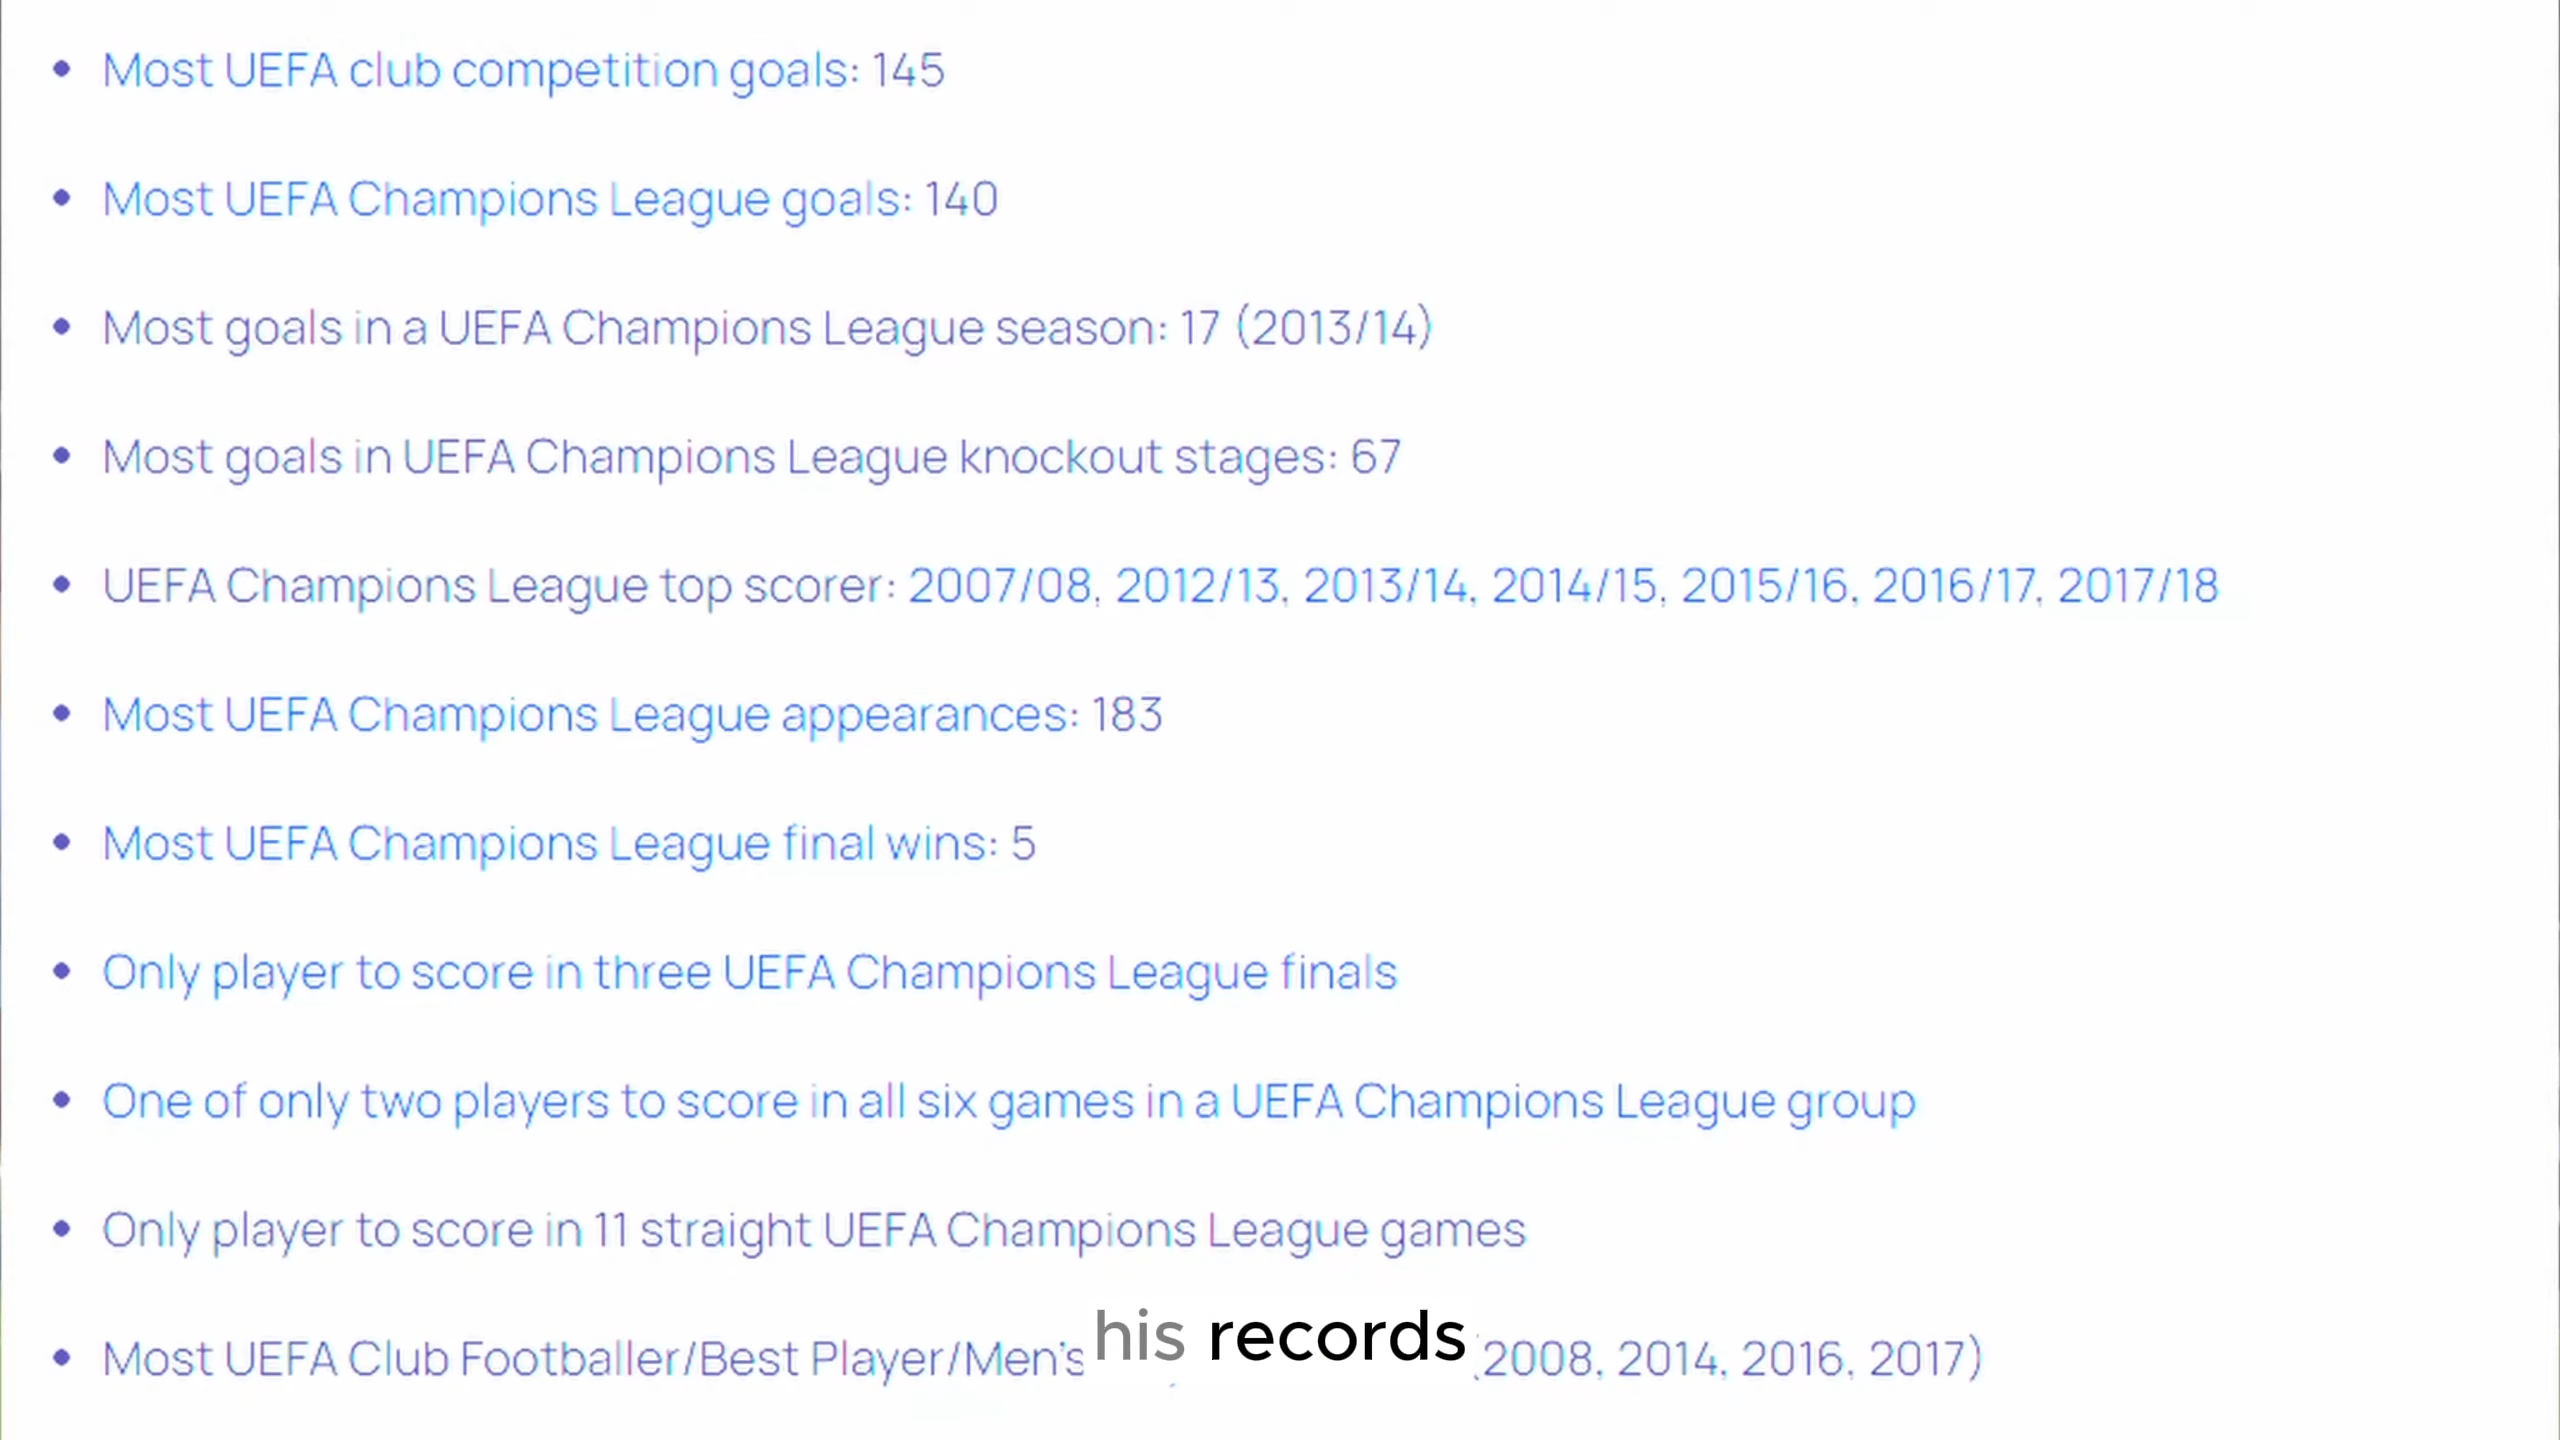 • Most UEFA club competition goals: 145
• Most UEFA Champions League goals: 140
• Most goals in a UEFA Champions League season: 17 (2013/14)
• Most goals in UEFA Champions League knockout stages: 67
• UEFA Champions League top scorer: 2007/08, 2012/13, 2013/14, 2014/15, 2015/16, 2016/17, 2017/18
• Most UEFA Champions League appearances: 183
• Most UEFA Champions League final wins: 5
• Only player to score in three UEFA Champions League finals
• One of only two players to score in all six games in a UEFA Champions League group
• Only player to score in 11 straight UEFA Champions League games
• Most UEFA Club Footballer/Best Player/Men's (2008, 2014, 2016, 2017)
his records